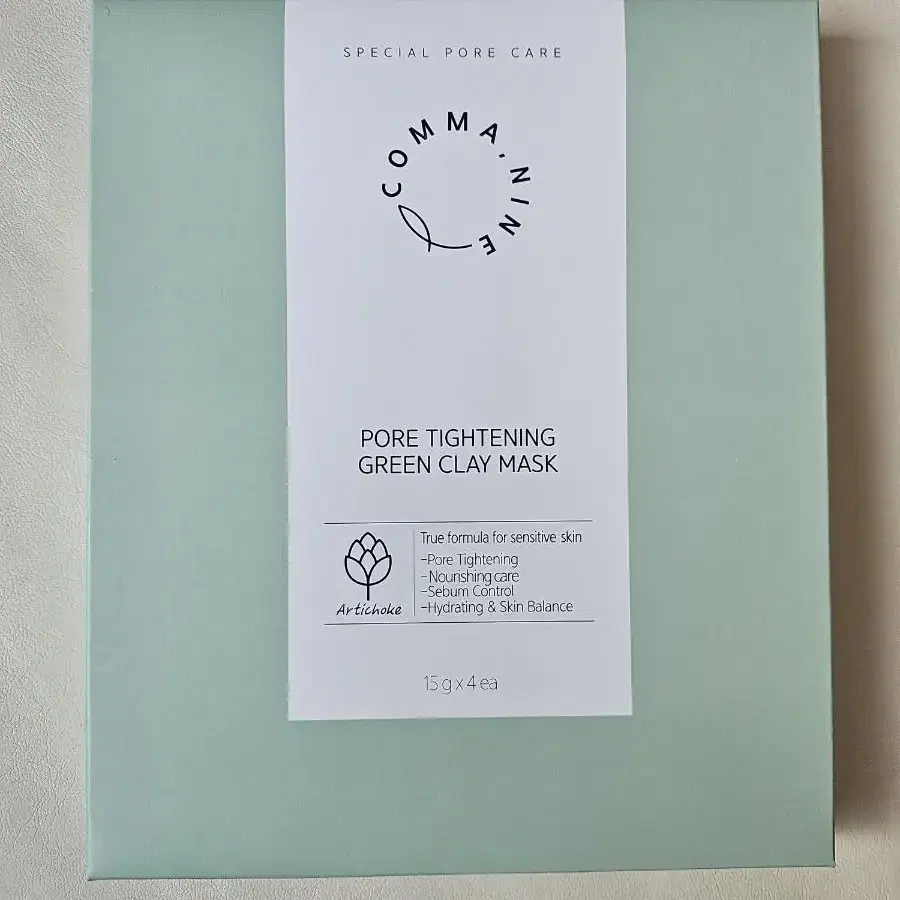 SPECIAL PORE CARE
COMMA,NINE
PORE TIGHTENING
GREEN CLAY MASK
True formula for sensitive skin
-Pore Tightening
-Nourishing care
-Sebum Control
-Hydrating & Skin Balance
Artichoke
15 g x 4 ea